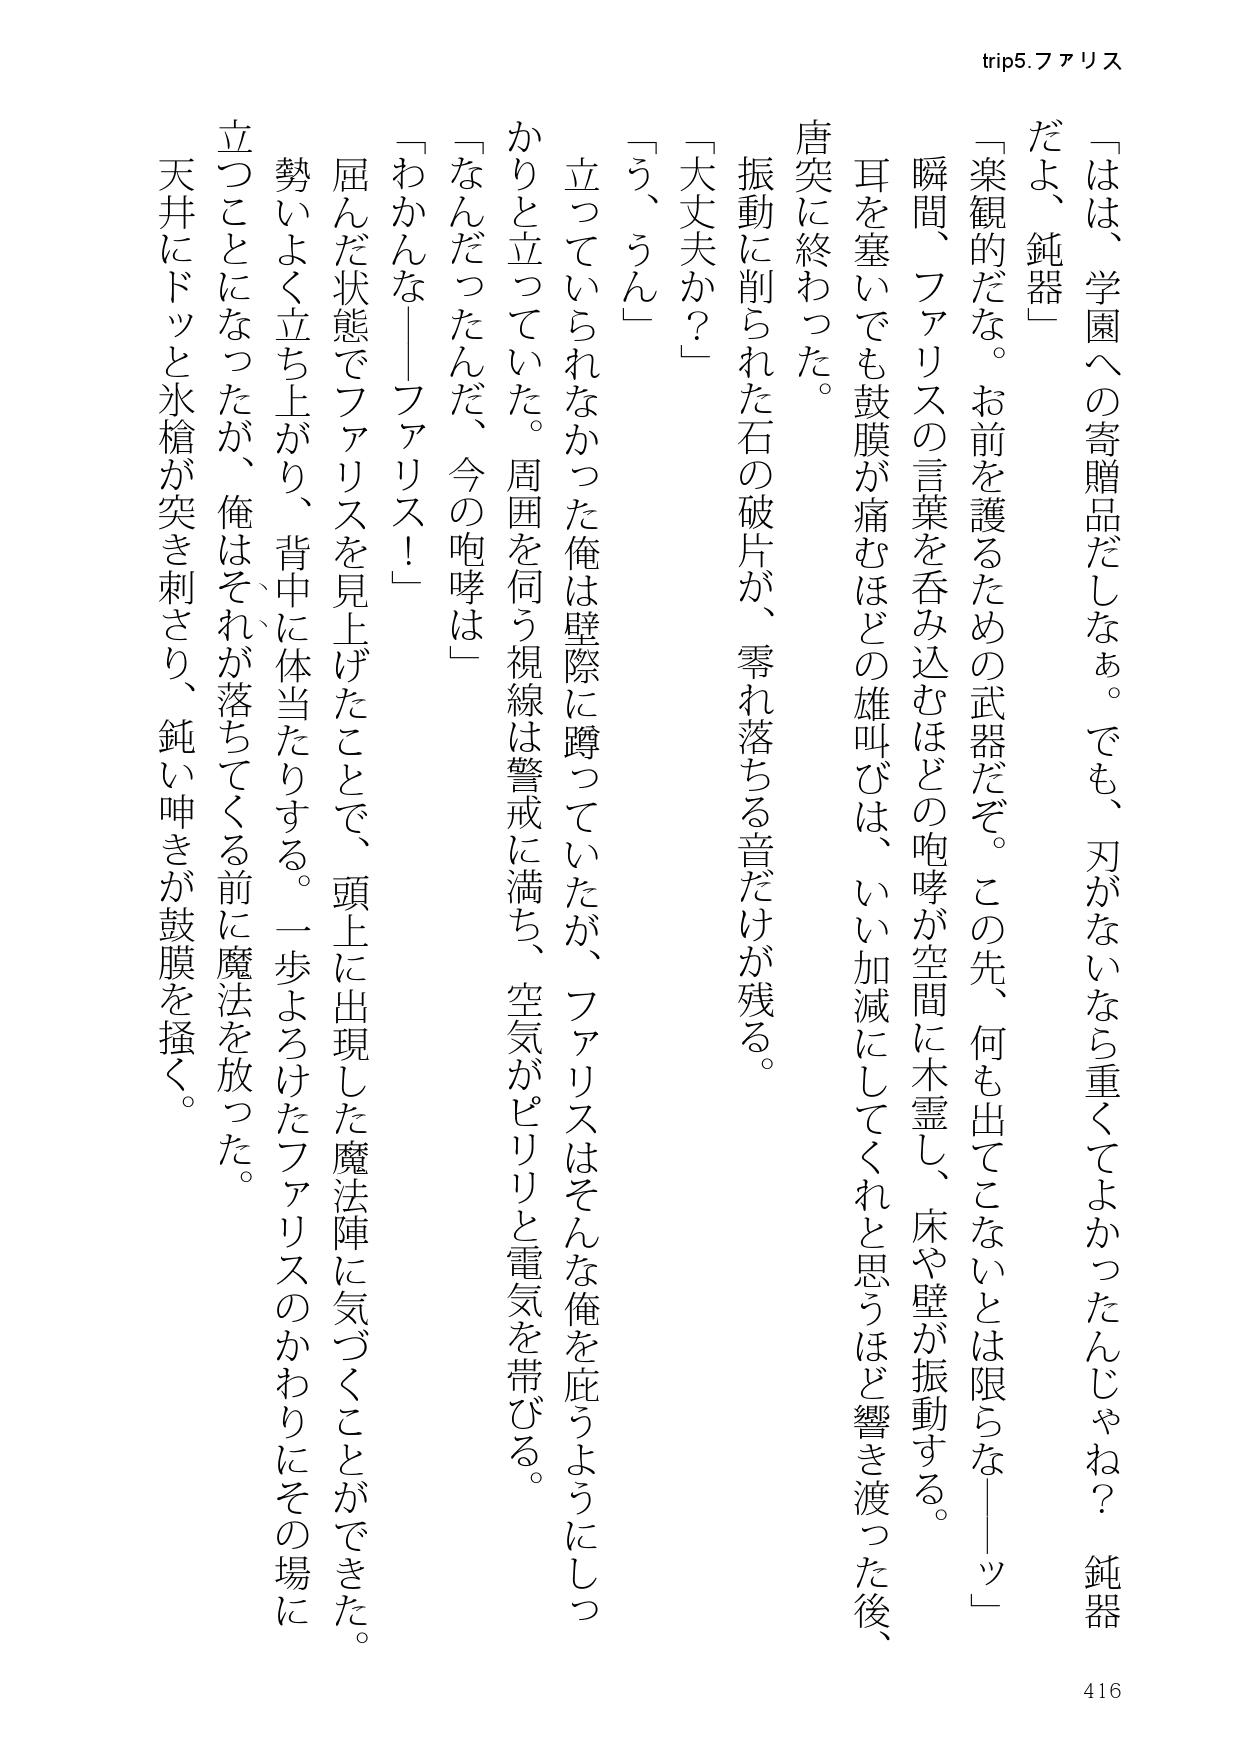 trip5.ファリス
「はは、学園への寄贈品だしなぁ。でも、刃がないなら重くてよかったんじゃね？　鈍器
だよ、鈍器」
「楽観的だな。お前を護るための武器だぞ。この先、何も出てこないとは限らな――ッ」
　瞬間、ファリスの言葉を呑み込むほどの咆哮が空間に木霊し、床や壁が振動する。
　耳を塞いでも鼓膜が痛むほどの雄叫びは、いい加減にしてくれと思うほど響き渡った後、
唐突に終わった。
　振動に削られた石の破片が、零れ落ちる音だけが残る。
「大丈夫か？」
「う、うん」
　立っていられなかった俺は壁際に蹲っていたが、ファリスはそんな俺を庇うようにしっ
かりと立っていた。周囲を伺う視線は警戒に満ち、空気がピリリと電気を帯びる。
「なんだったんだ、今の咆哮は」
「わかんな――ファリス！」
　屈んだ状態でファリスを見上げたことで、頭上に出現した魔法陣に気づくことができた。
　勢いよく立ち上がり、背中に体当たりする。一歩よろけたファリスのかわりにその場に
立つことになったが、俺はそれが落ちてくる前に魔法を放った。
　天井にドッと氷槍が突き刺さり、鈍い呻きが鼓膜を掻く。
416